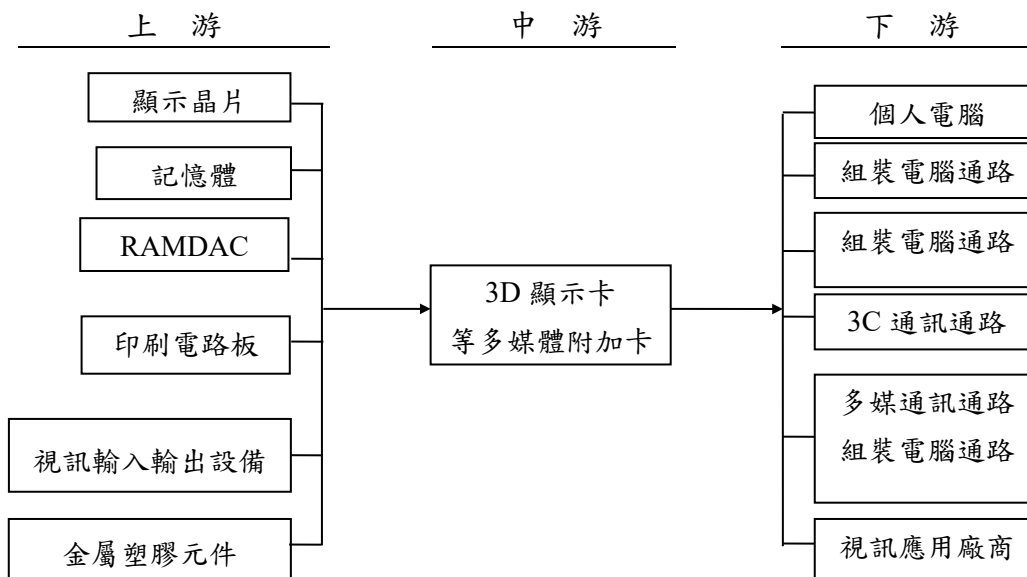 上 游
中 游
下 游
顯示晶片
記憶體
RAMDAC
印刷電路板
視訊輸入輸出設備
金屬塑膠元件
3D 顯示卡
等多媒體附加卡
個人電腦
組裝電腦通路
組裝電腦通路
3C 通訊通路
多媒通訊通路
組裝電腦通路
視訊應用廠商